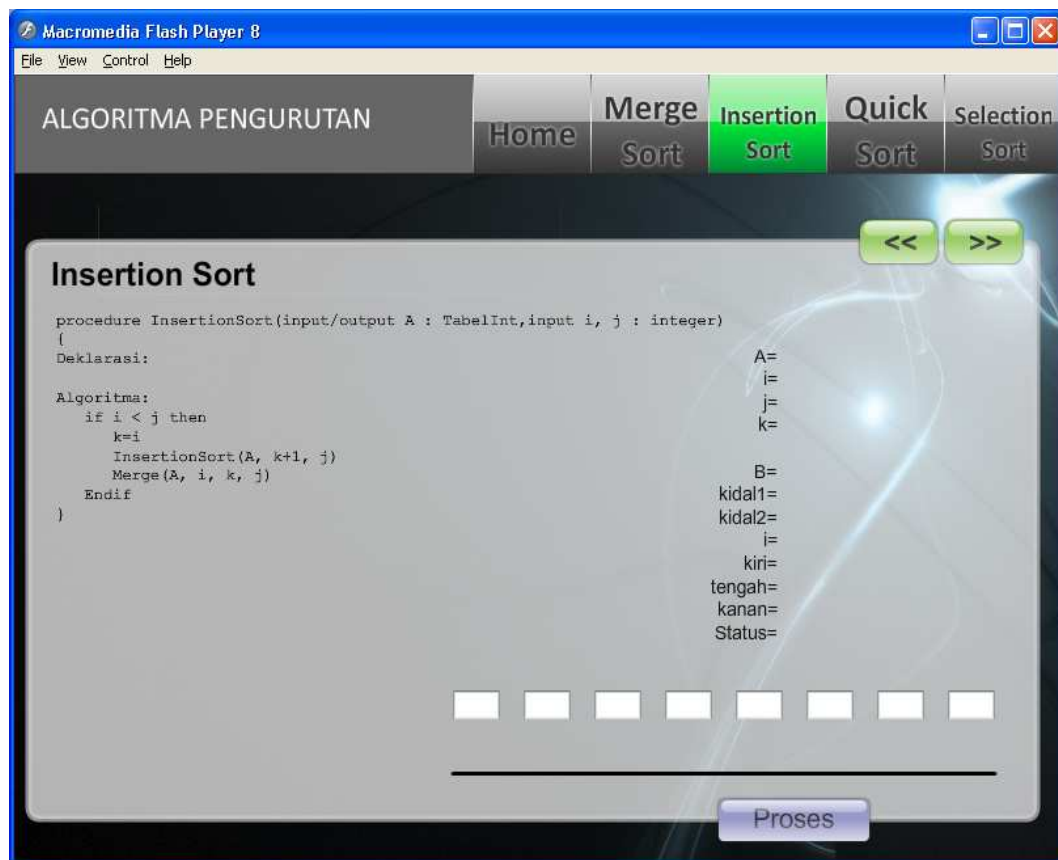 Macromedia Flash Player 8
File View Control Help
ALGORITMA PENGURUTAN
Home
Merge
Sort
Insertion
Sort
Quick
Sort
Selection
Sort
<< >>
Insertion Sort
procedure InsertionSort(input/output A : TabelInt,input i, j : integer)
{
Deklarasi:
Algoritma:
if i < j then
k=i
InsertionSort(A, k+1, j)
Merge(A, i, k, j)
Endif
}
A=
i=
j=
k=
B=
kidal1=
kidal2=
i=
kiri=
tengah=
kanan=
Status=
Proses